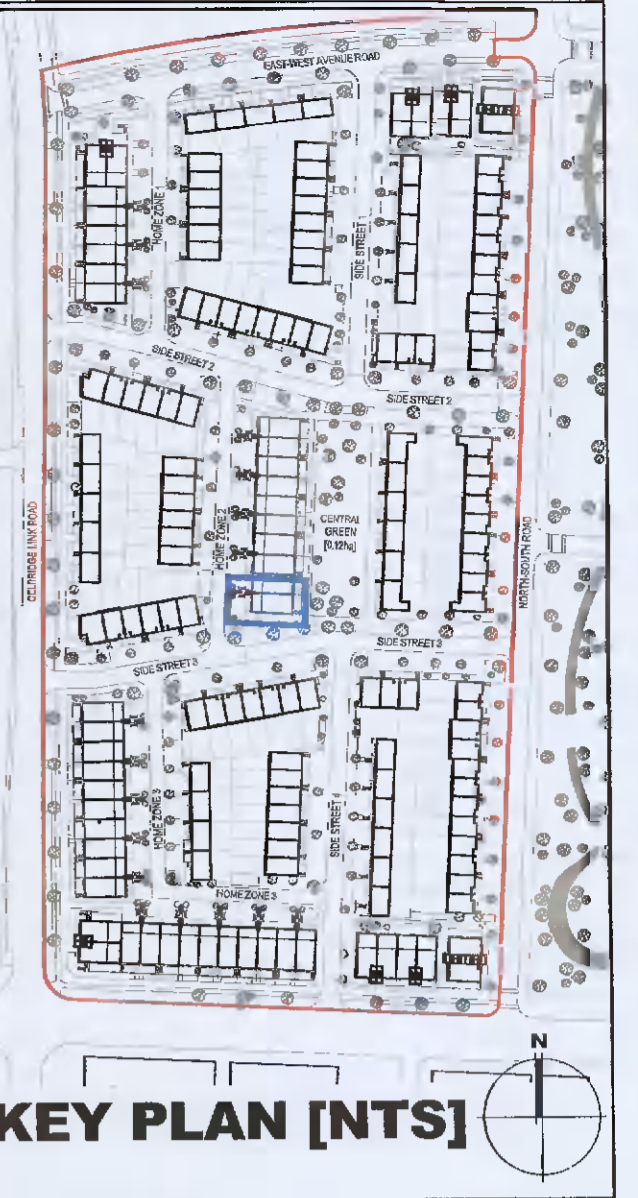 EAST-WEST AVENUE ROAD
HOME ZONE 1
SIDE STREET 1
SIDE STREET 2
SIDE STREET 2
CELBRIDGE LINK ROAD
HOME ZONE 2
CENTRAL
GREEN
[0.12ha]
NORTH-SOUTH ROAD
SIDE STREET 3
SIDE STREET 3
HOME ZONE 3
SIDE STREET 4
HOME ZONE 3
N
KEY PLAN [NTS]